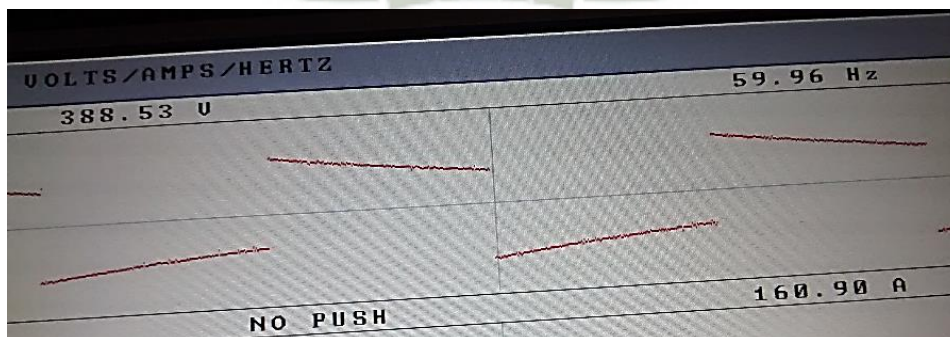 VOLTS/AMPS/HERTZ
388.53 V 59.96 Hz
NO PUSH 160.90 A